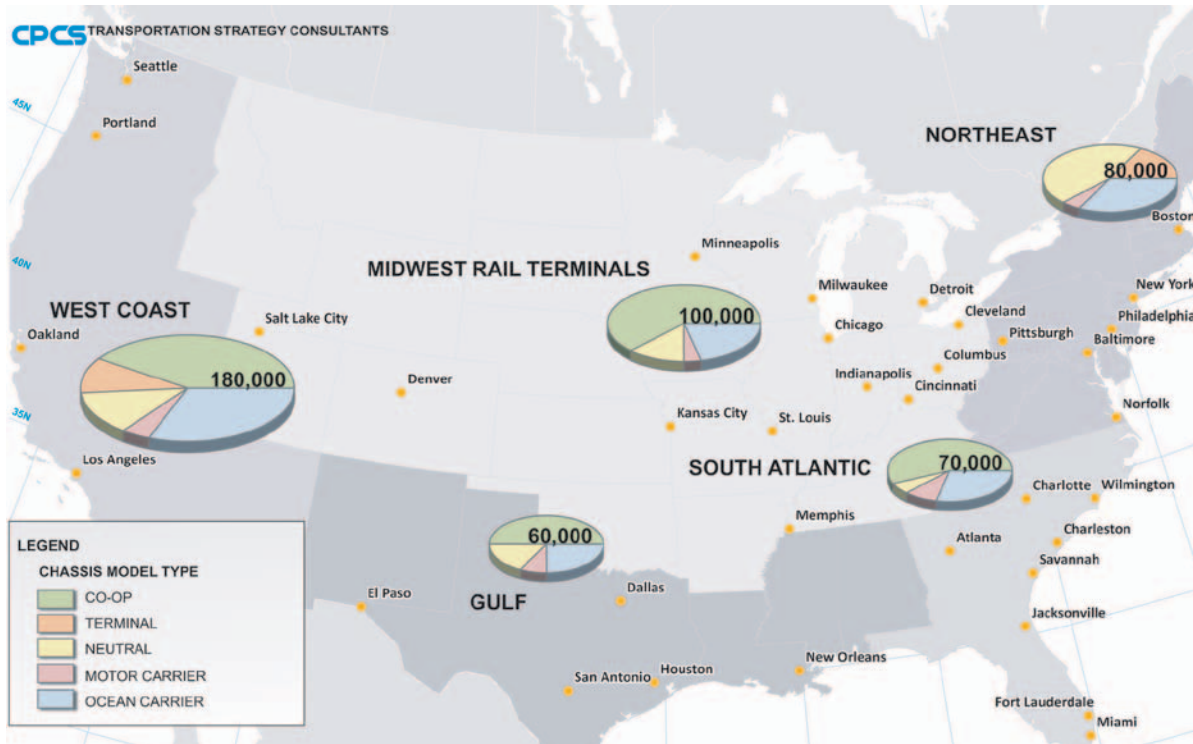 CPCS TRANSPORTATION STRATEGY CONSULTANTS
Seattle
45N
Portland
NORTHEAST
80,000
Boston
Minneapolis
40N
MIDWEST RAIL TERMINALS
Milwaukee
Detroit
New York
WEST COAST
100,000
Cleveland
Philadelphia
Salt Lake City
Chicago
Pittsburgh
Oakland
Baltimore
Columbus
180,000
Denver
Indianapolis
Cincinnati
35N
Kansas City
St. Louis
Norfolk
Los Angeles
SOUTH ATLANTIC
70,000
Charlotte
Wilmington
Memphis
60,000
Atlanta
Charleston
Savannah
El Paso
GULF
Dallas
Jacksonville
San Antonio
Houston
New Orleans
Fort Lauderdale
Miami
LEGEND
CHASSIS MODEL TYPE
CO-OP
TERMINAL
NEUTRAL
MOTOR CARRIER
OCEAN CARRIER